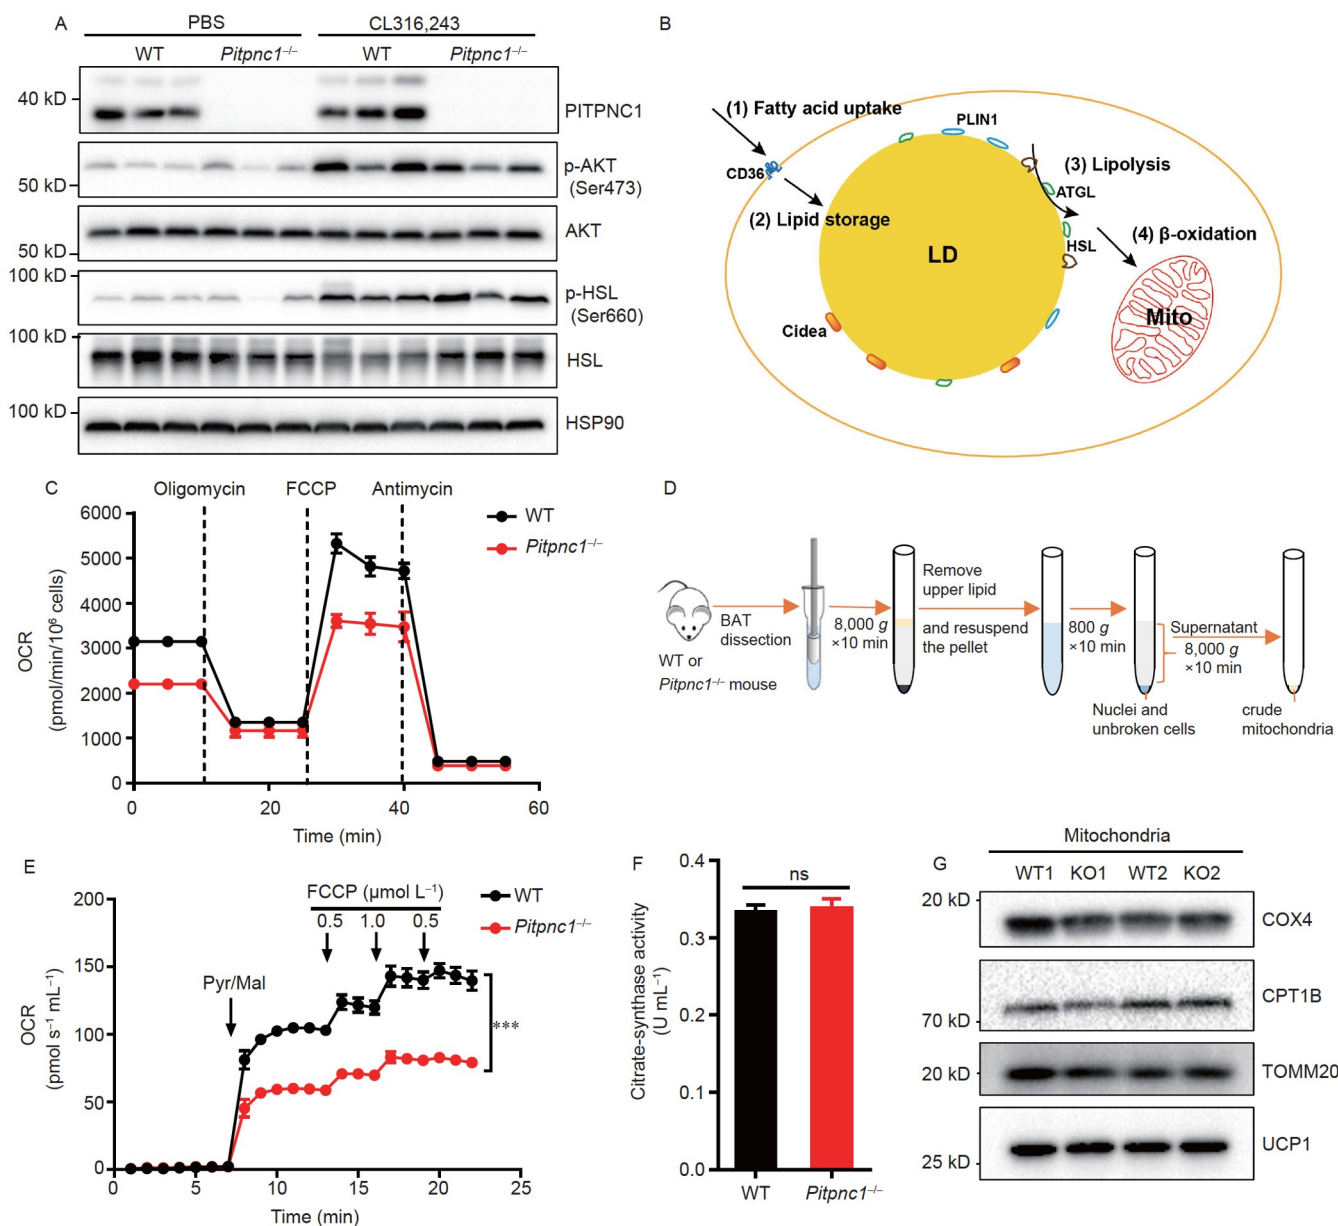 A
PBS
CL316,243
WT
Pitpnc1⁻/⁻
WT
Pitpnc1⁻/⁻
40 kD
PITPNC1
p-AKT
(Ser473)
50 kD
AKT
50 kD
100 kD
p-HSL
(Ser660)
100 kD
HSL
100 kD
HSP90
B
(1) Fatty acid uptake
PLIN1
CD36
(3) Lipolysis
ATGL
(2) Lipid storage
(4) β-oxidation
HSL
LD
Cidea
Mito
C
Oligomycin
FCCP
Antimycin
6000
5000
4000
3000
2000
1000
0
OCR
(pmol/min/10⁶ cells)
WT
Pitpnc1⁻/⁻
0
20
40
60
Time (min)
D
BAT
dissection
WT or
Pitpnc1⁻/⁻ mouse
8,000 g
×10 min
Remove
upper lipid
and resuspend
the pellet
800 g
×10 min
Supernatant
8,000 g
×10 min
Nuclei and
unbroken cells
crude
mitochondria
E
200
150
100
50
0
OCR
(pmol s⁻¹ mL⁻¹)
FCCP (μmol L⁻¹)
0.5
1.0
0.5
Pyr/Mal
WT
Pitpnc1⁻/⁻
***
0
5
10
15
20
25
Time (min)
F
0.4
0.3
0.2
0.1
0.0
Citrate-synthase activity
(U mL⁻¹)
ns
WT
Pitpnc1⁻/⁻
G
Mitochondria
WT1
KO1
WT2
KO2
20 kD
COX4
CPT1B
70 kD
20 kD
TOMM20
UCP1
25 kD